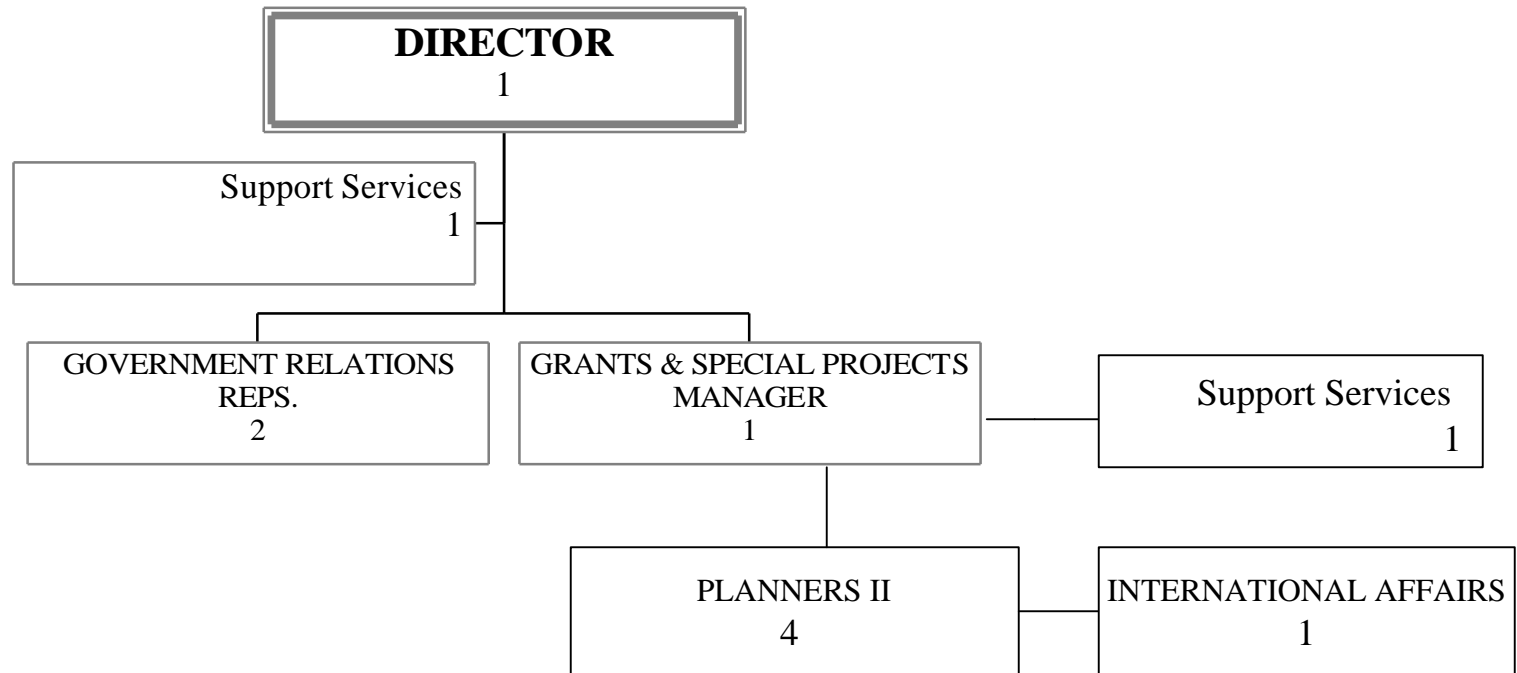 DIRECTOR
1
Support Services
1
GOVERNMENT RELATIONS
REPS.
2
GRANTS & SPECIAL PROJECTS
MANAGER
1
Support Services
1
PLANNERS II
4
INTERNATIONAL AFFAIRS
1